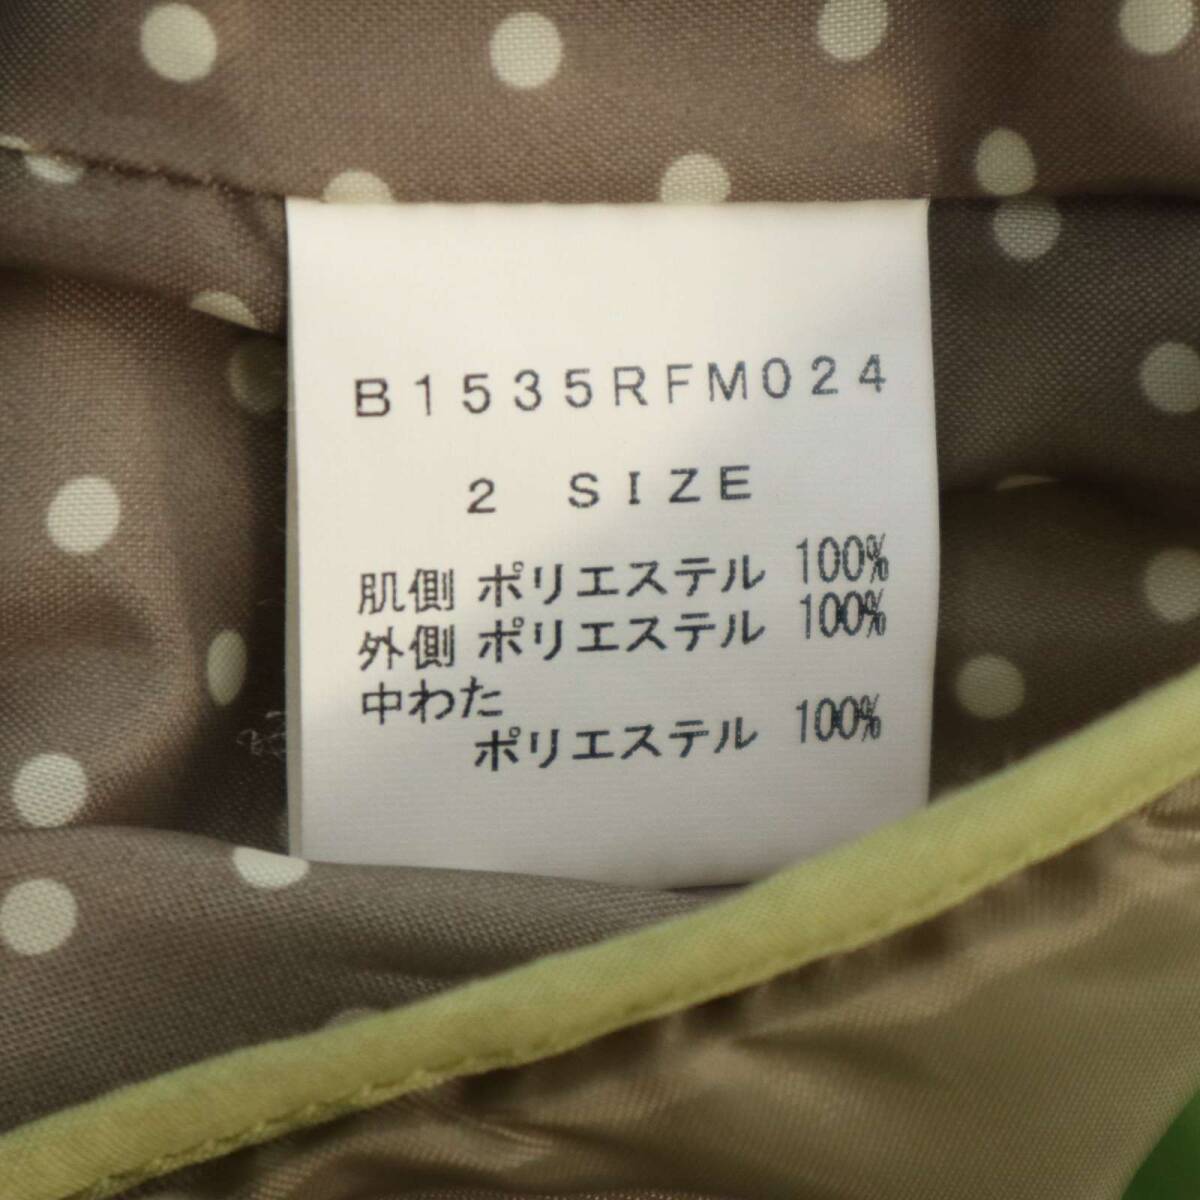 B1535RFM024
2 SIZE
肌側 ポリエステル 100%
外側 ポリエステル 100%
中わた
ポリエステル 100%